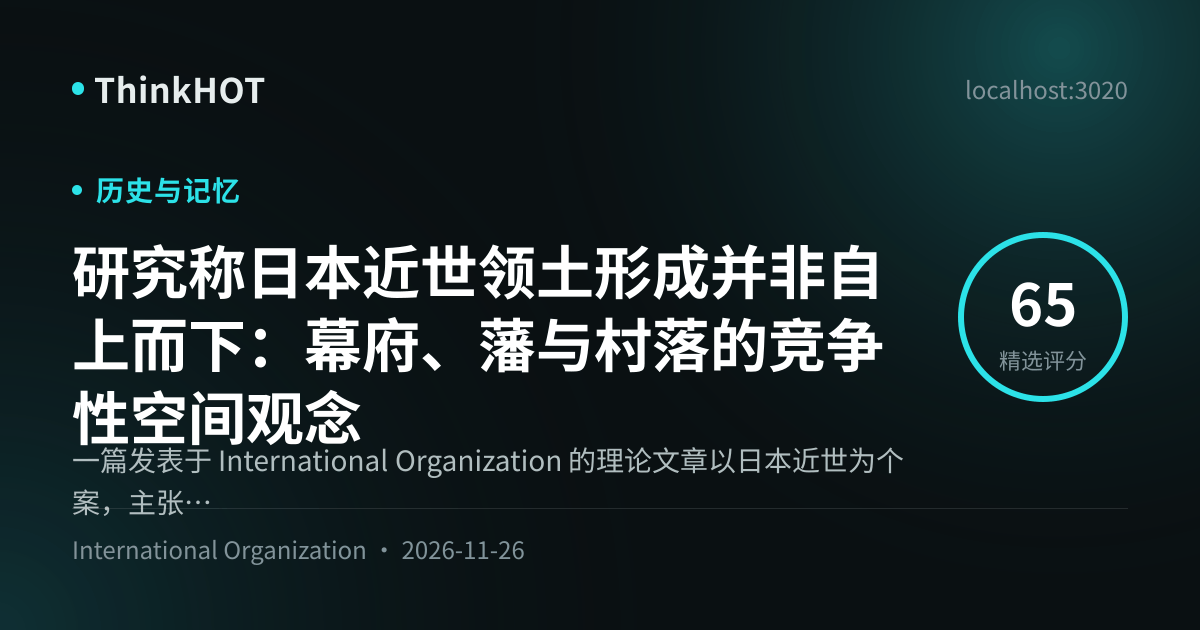 ThinkHOT
localhost:3020
历史与记忆
研究称日本近世领土形成并非自
上而下：幕府、藩与村落的竞争
性空间观念
65
精选评分
一篇发表于 International Organization 的理论文章以日本近世为个
案，主张…
International Organization • 2026-11-26